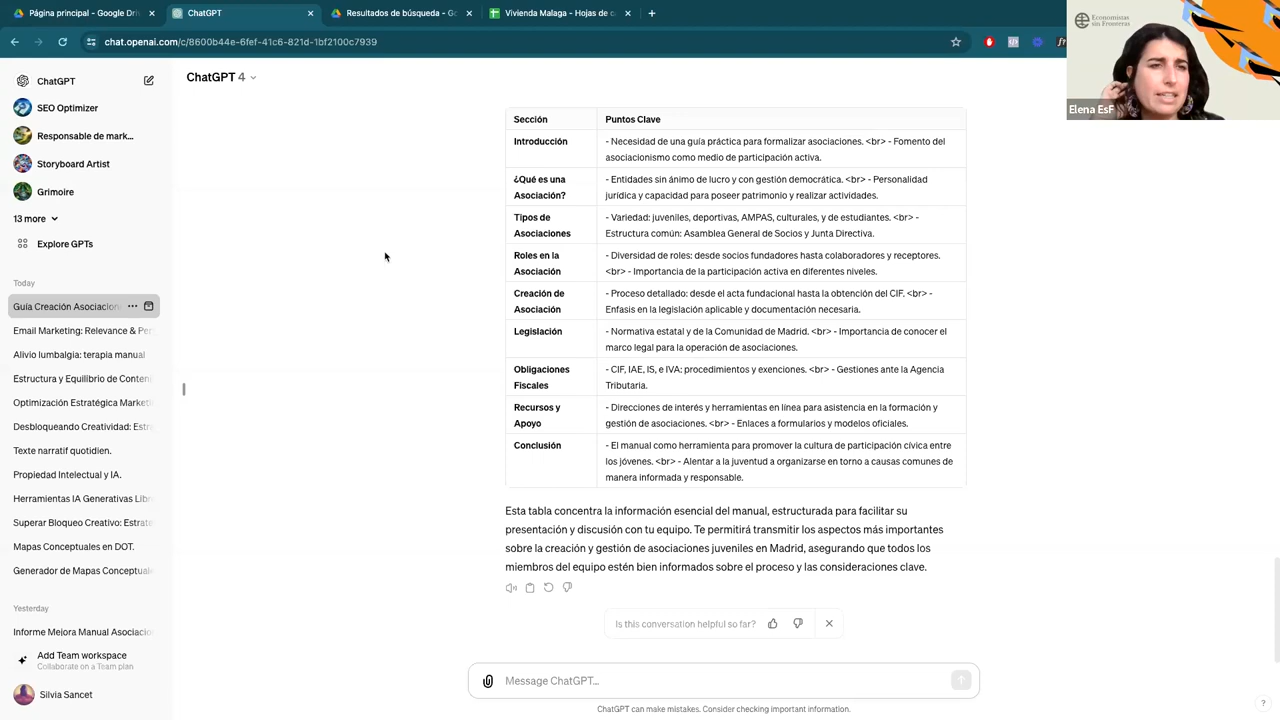 Página principal - Google Dri
ChatGPT
Resultados de búsqueda - Go
Vivienda Malaga - Hojas de c
chat.openai.com/c/8600b44e-6fef-41c6-821d-1bf2100c7939
Economistas
sin Fronteras
Elena EsF
ChatGPT
SEO Optimizer
Responsable de mark...
Storyboard Artist
Grimoire
13 more
Explore GPTs
Today
Guía Creación Asociacion
Email Marketing: Relevance & Per
Alivio lumbalgia: terapia manual
Estructura y Equilibrio de Conten
Optimización Estratégica Marketi
Desbloqueando Creatividad: Estr
Texte narratif quotidien.
Propiedad Intelectual y IA.
Herramientas IA Generativas Libr
Superar Bloqueo Creativo: Estrate
Mapas Conceptuales en DOT.
Generador de Mapas Conceptuale
Yesterday
Informe Mejora Manual Asociacio
Add Team workspace
Collaborate on a Team plan
Silvia Sancet
ChatGPT 4
Sección Puntos Clave
Introducción - Necesidad de una guía práctica para formalizar asociaciones. <br> - Fomento del
asociacionismo como medio de participación activa.
¿Qué es una - Entidades sin ánimo de lucro y con gestión democrática. <br> - Personalidad
Asociación? jurídica y capacidad para poseer patrimonio y realizar actividades.
Tipos de - Variedad: juveniles, deportivas, AMPAS, culturales, y de estudiantes. <br> -
Asociaciones Estructura común: Asamblea General de Socios y Junta Directiva.
Roles en la - Diversidad de roles: desde socios fundadores hasta colaboradores y receptores.
Asociación <br> - Importancia de la participación activa en diferentes niveles.
Creación de - Proceso detallado: desde el acta fundacional hasta la obtención del CIF. <br> -
Asociación Enfasis en la legislación aplicable y documentación necesaria.
Legislación - Normativa estatal y de la Comunidad de Madrid. <br> - Importancia de conocer el
marco legal para la operación de asociaciones.
Obligaciones - CIF, IAE, IS, e IVA: procedimientos y exenciones. <br> - Gestiones ante la Agencia
Fiscales Tributaria.
Recursos y - Direcciones de interés y herramientas en línea para asistencia en la formación y
Apoyo gestión de asociaciones. <br> - Enlaces a formularios y modelos oficiales.
Conclusión - El manual como herramienta para promover la cultura de participación cívica entre
los jóvenes. <br> - Alentar a la juventud a organizarse en torno a causas comunes de
manera informada y responsable.
Esta tabla concentra la información esencial del manual, estructurada para facilitar su
presentación y discusión con tu equipo. Te permitirá transmitir los aspectos más importantes
sobre la creación y gestión de asociaciones juveniles en Madrid, asegurando que todos los
miembros del equipo estén bien informados sobre el proceso y las consideraciones clave.
Is this conversation helpful so far?
Message ChatGPT...
ChatGPT can make mistakes. Consider checking important information.
?